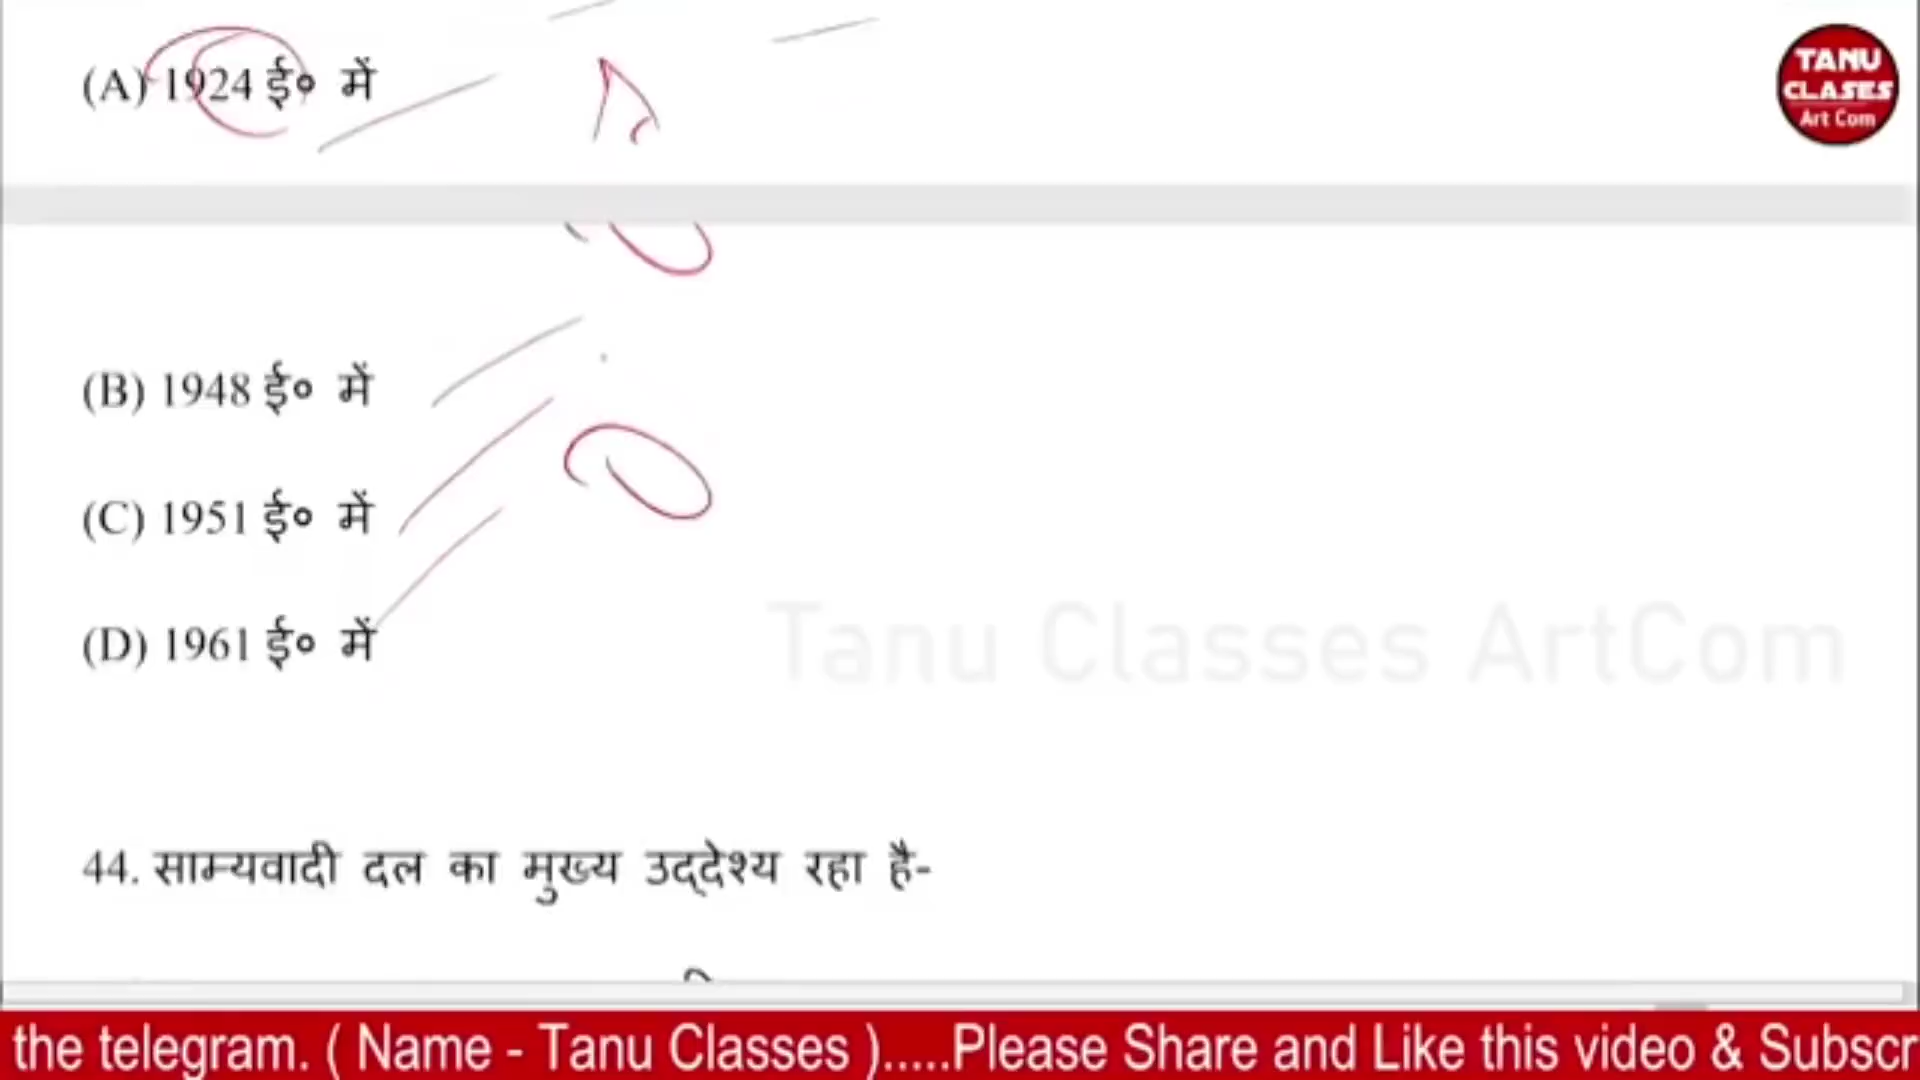 (A) 1924 ई० में
TANU
CLASES
Art Com
(B) 1948 ई० में
(C) 1951 ई० में
(D) 1961 ई० में
Tanu Classes ArtCom
44. साम्यवादी दल का मुख्य उद्देश्य रहा है-
the telegram. ( Name - Tanu Classes ).....Please Share and Like this video & Subscr